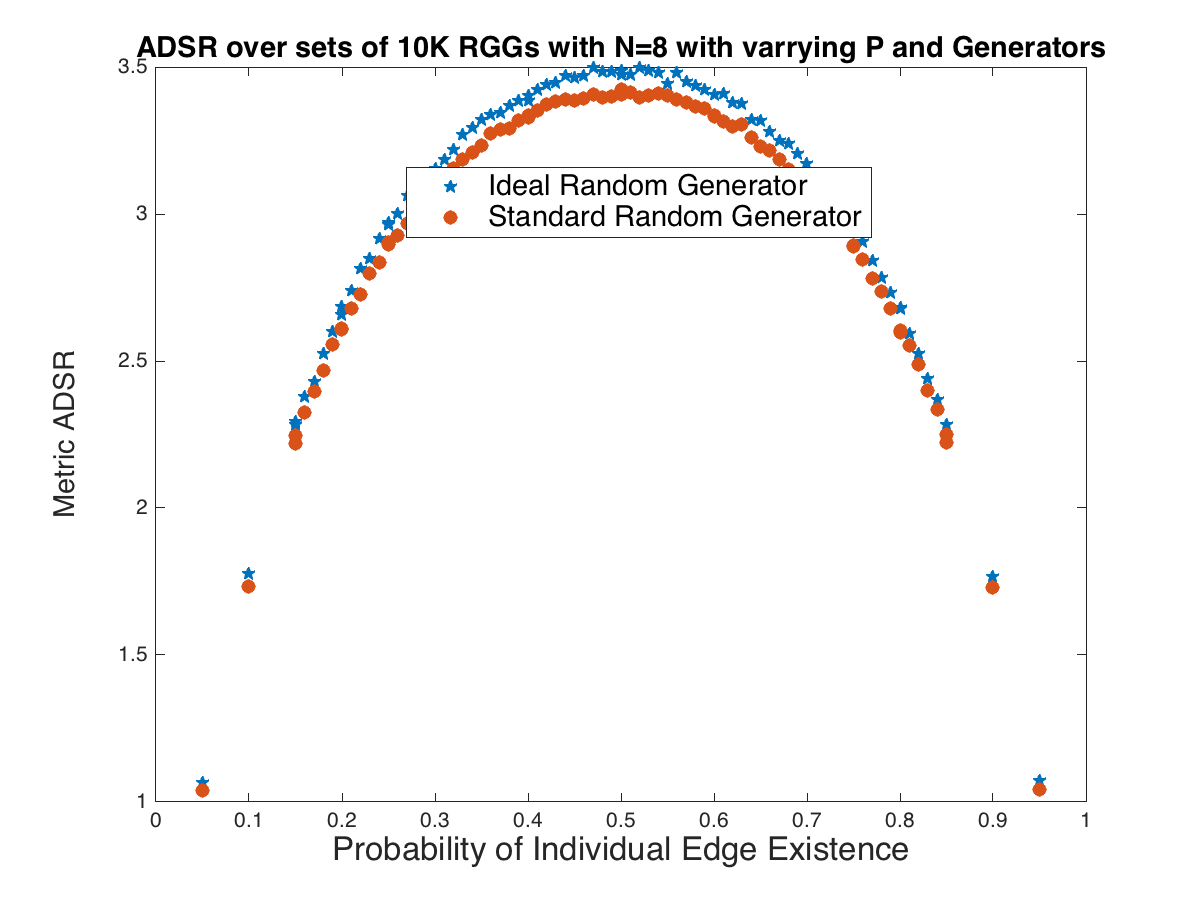 ADSR over sets of 10K RGGs with N=8 with varrying P and Generators
3.5
3
2.5
2
1.5
1
Metric ADSR
Ideal Random Generator
Standard Random Generator
0 0.1 0.2 0.3 0.4 0.5 0.6 0.7 0.8 0.9 1
Probability of Individual Edge Existence